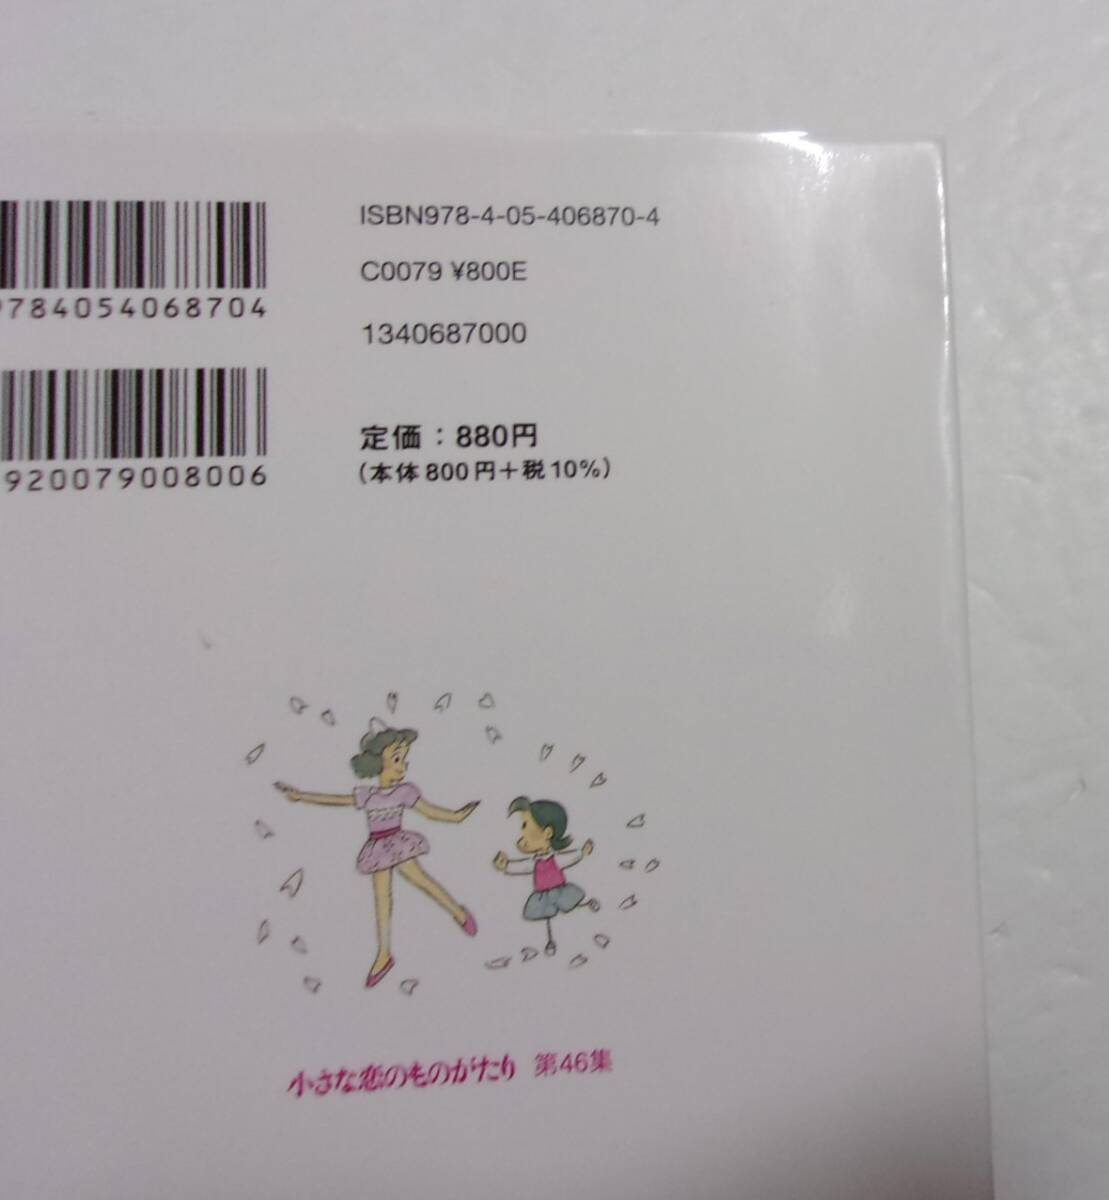 ISBN978-4-05-406870-4
C0079 ¥800E
1340687000
9784054068704
920079008006
定価：880円
(本体800円+税10%)
小さな恋のものがたり 第46集